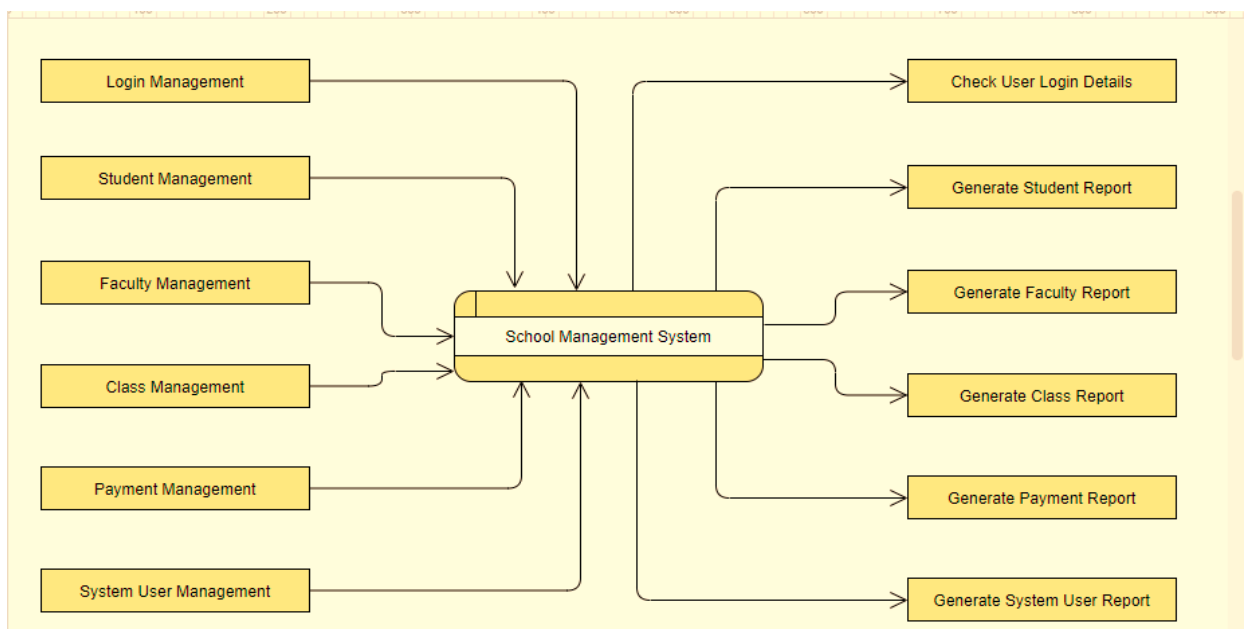 Login Management
Check User Login Details
Student Management
Generate Student Report
Faculty Management
Generate Faculty Report
School Management System
Class Management
Generate Class Report
Payment Management
Generate Payment Report
System User Management
Generate System User Report